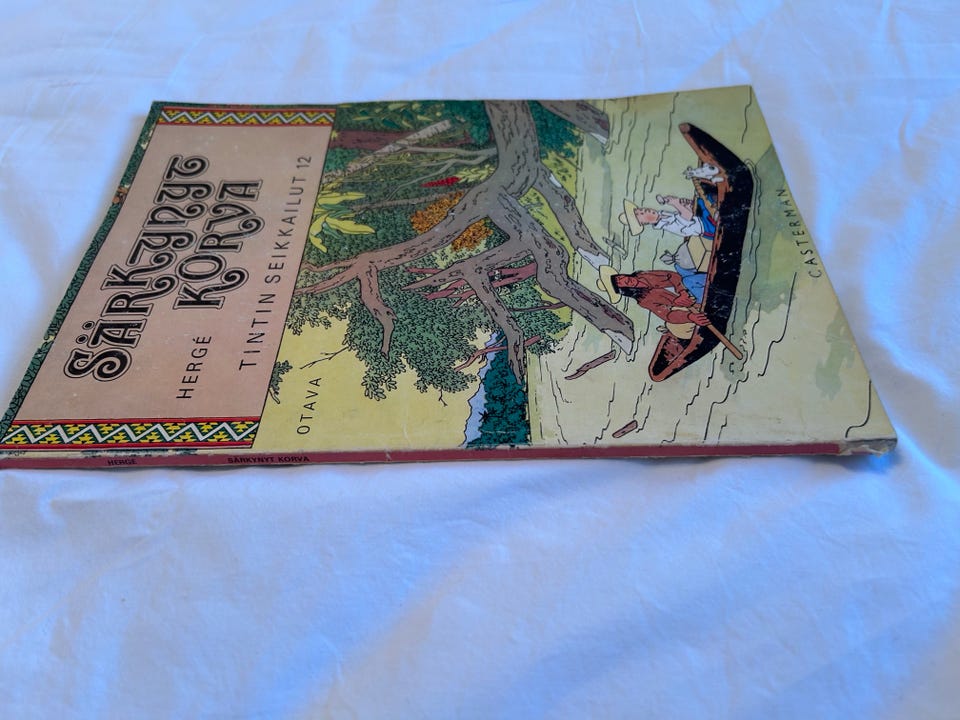 SÄRKYNYT
KORVA
HERGÉ
TINTIN SEIKKAILUT 12
OTAVA
CASTERMAN
HERGÉ SÄRKYNYT KORVA